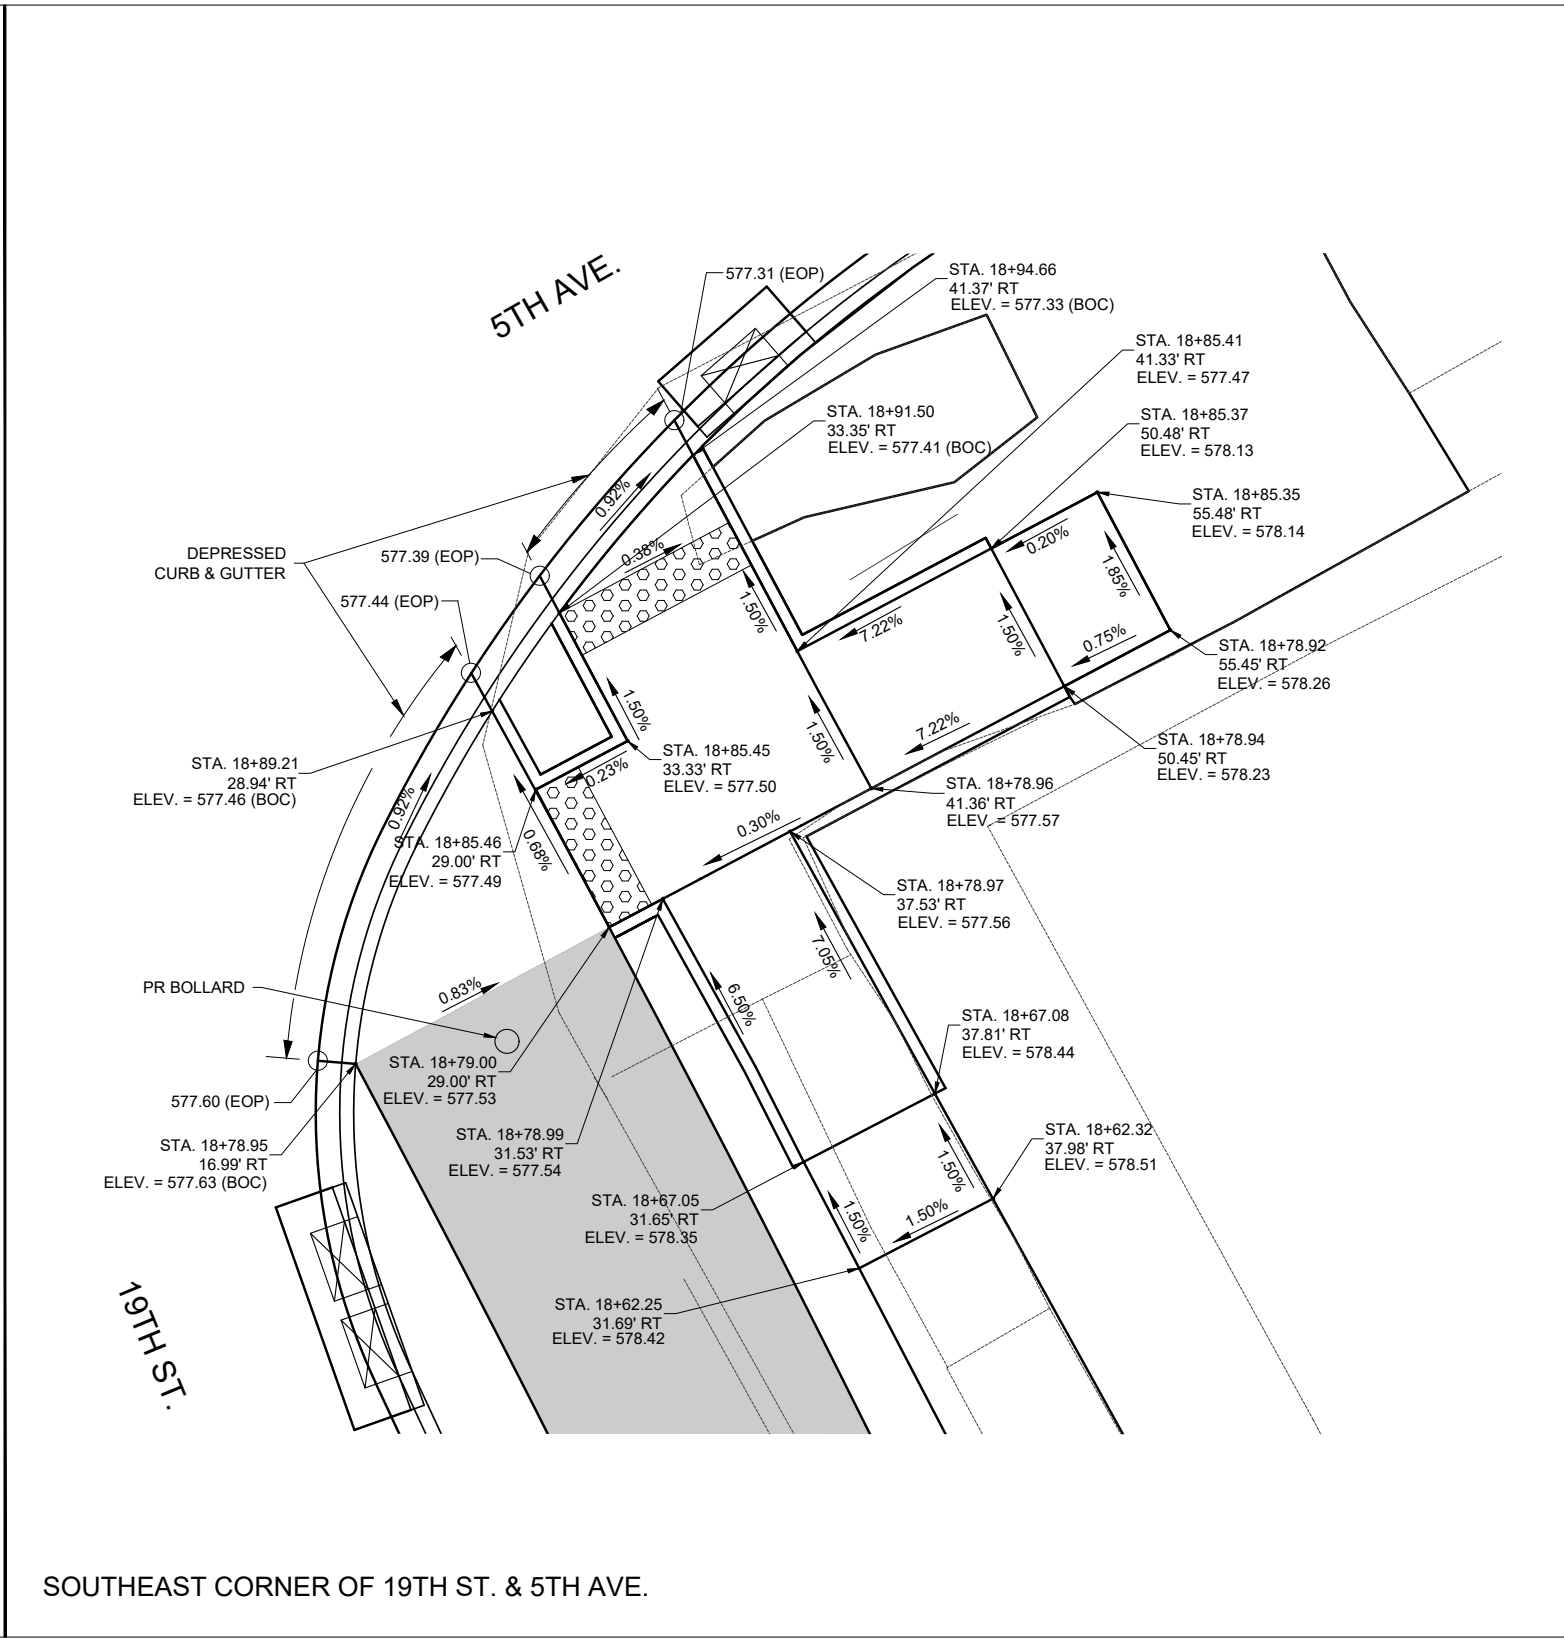 5TH AVE.
577.31 (EOP)
STA. 18+94.66
41.37' RT
ELEV. = 577.33 (BOC)
STA. 18+85.41
41.33' RT
ELEV. = 577.47
STA. 18+91.50
33.35' RT
ELEV. = 577.41 (BOC)
STA. 18+85.37
50.48' RT
ELEV. = 578.13
STA. 18+85.35
55.48' RT
ELEV. = 578.14
0.92%
0.38%
0.20%
1.85%
DEPRESSED
CURB & GUTTER
577.39 (EOP)
577.44 (EOP)
1.50%
7.22%
1.50%
0.75%
STA. 18+78.92
55.45' RT
ELEV. = 578.26
1.50%
1.50%
7.22%
STA. 18+78.94
50.45' RT
ELEV. = 578.23
STA. 18+89.21
28.94' RT
ELEV. = 577.46 (BOC)
STA. 18+85.45
33.33' RT
ELEV. = 577.50
0.23%
STA. 18+78.96
41.36' RT
ELEV. = 577.57
0.92%
0.30%
0.68%
STA. 18+85.46
29.00' RT
ELEV. = 577.49
STA. 18+78.97
37.53' RT
ELEV. = 577.56
7.05%
PR BOLLARD
0.83%
6.50%
STA. 18+67.08
37.81' RT
ELEV. = 578.44
STA. 18+79.00
29.00' RT
ELEV. = 577.53
577.60 (EOP)
STA. 18+78.99
31.53' RT
ELEV. = 577.54
STA. 18+78.95
16.99' RT
ELEV. = 577.63 (BOC)
STA. 18+62.32
37.98' RT
ELEV. = 578.51
1.50%
STA. 18+67.05
31.65' RT
ELEV. = 578.35
1.50%
1.50%
STA. 18+62.25
31.69' RT
ELEV. = 578.42
19TH ST.
SOUTHEAST CORNER OF 19TH ST. & 5TH AVE.